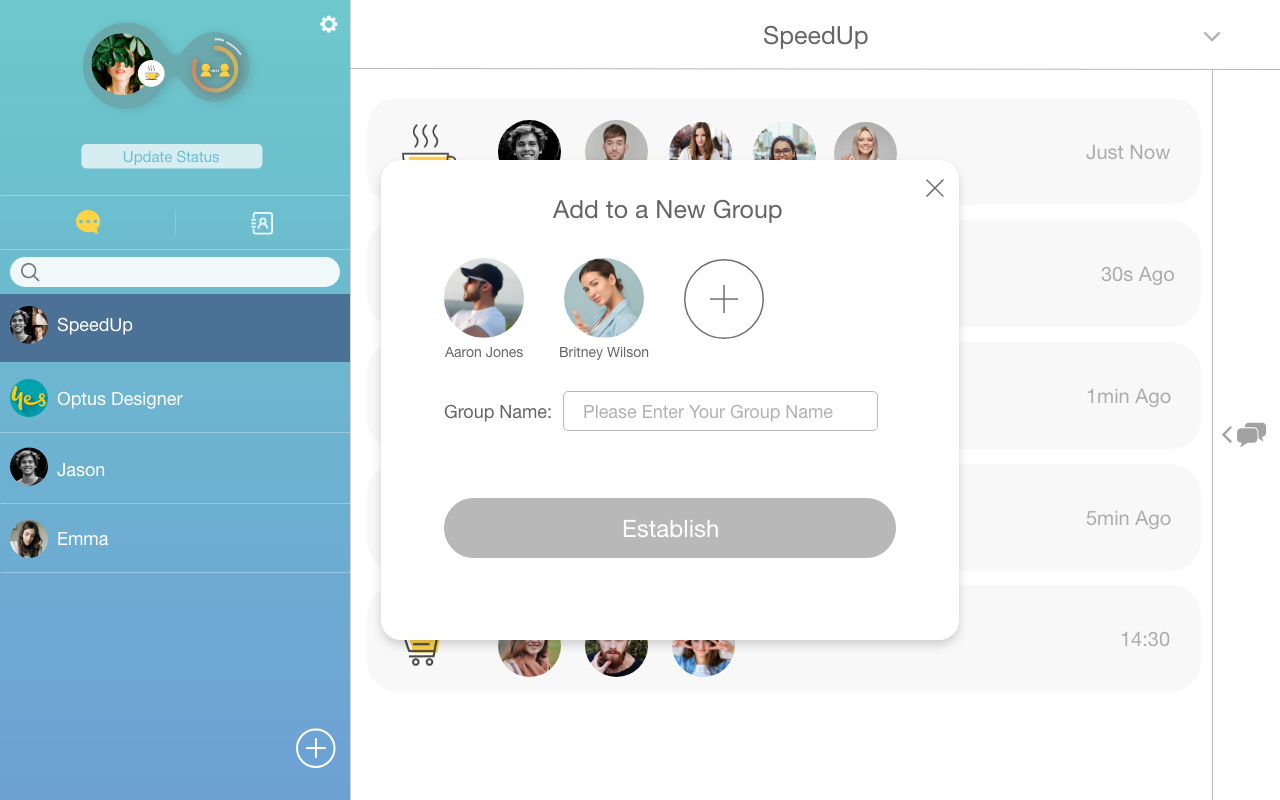 SpeedUp
Update Status
Just Now
Add to a New Group
30s Ago
SpeedUp
Aaron Jones
Britney Wilson
yes
Optus Designer
1min Ago
Group Name:
Please Enter Your Group Name
Jason
5min Ago
Establish
Emma
14:30